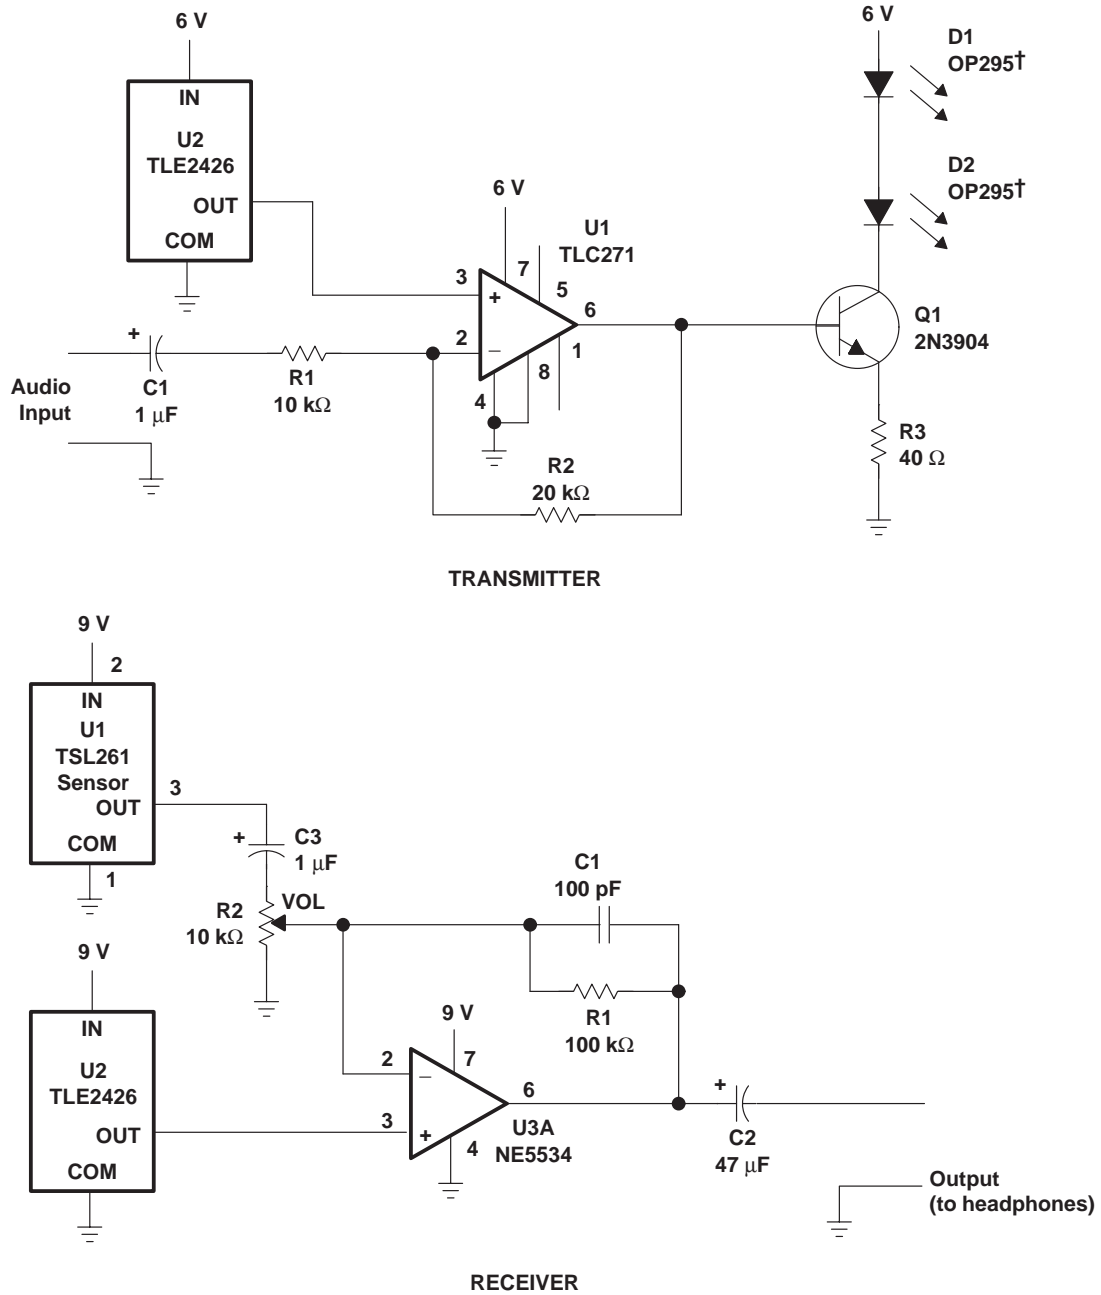 6 V
IN
U2
TLE2426
OUT
COM
+
Audio
Input
C1
1 µF
R1
10 kΩ
6 V
U1
TLC271
3
7
5
+
6
2
–
1
8
4
R2
20 kΩ
6 V
D1
OP295†
D2
OP295†
Q1
2N3904
R3
40 Ω
TRANSMITTER
9 V
2
IN
U1
TSL261
Sensor
OUT
3
COM
1
+
C3
1 µF
R2
10 kΩ
VOL
C1
100 pF
R1
100 kΩ
9 V
IN
U2
TLE2426
OUT
COM
9 V
7
2
–
6
3
+
4
U3A
NE5534
+
C2
47 µF
Output
(to headphones)
RECEIVER